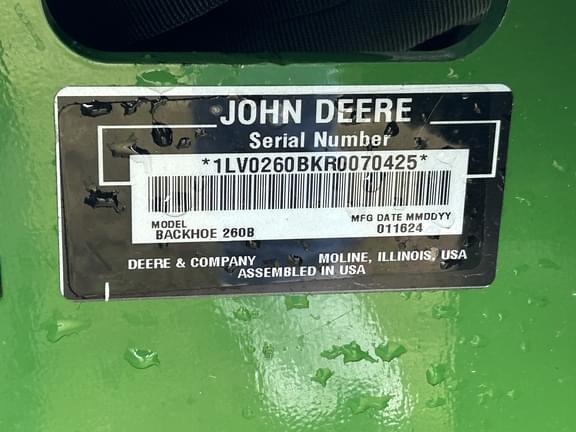 JOHN DEERE
Serial Number
*1LV0260BKR0070425*
MODEL
BACKHOE 260B
MFG DATE MMDDYY
011624
DEERE & COMPANY MOLINE, ILLINOIS, USA
ASSEMBLED IN USA